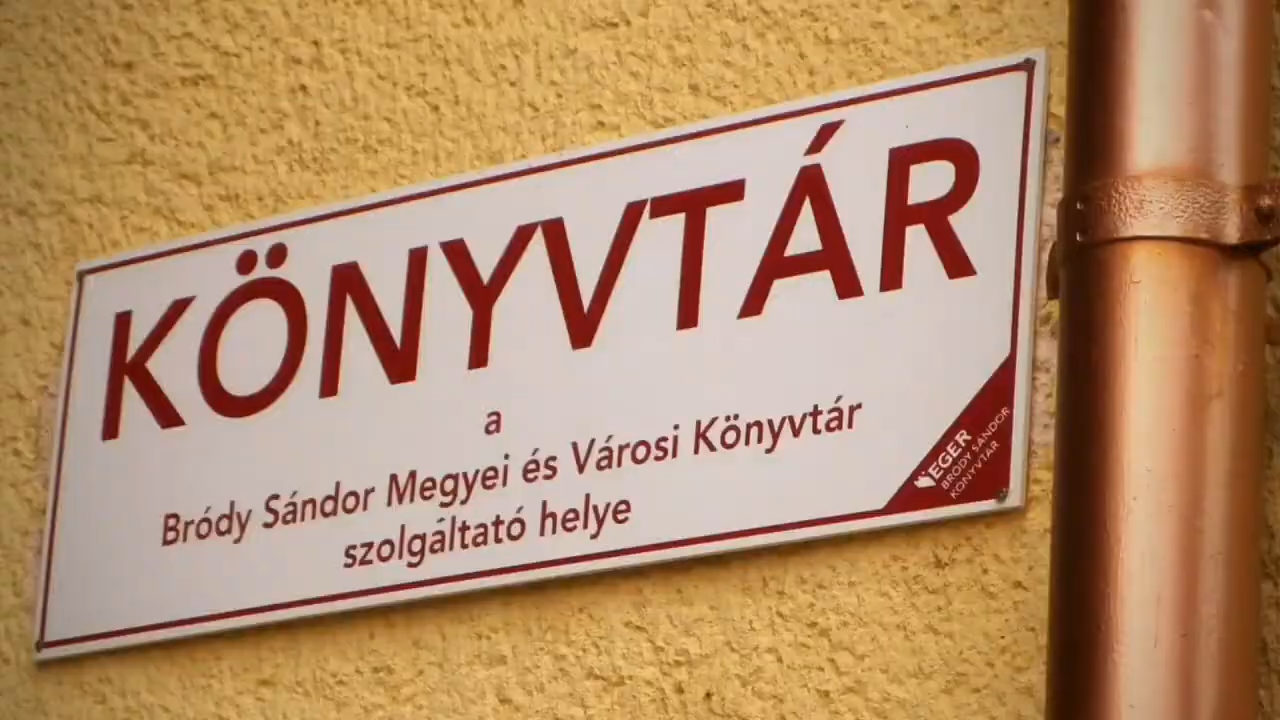 KÖNYVTÁR
a
Bródy Sándor Megyei és Városi Könyvtár
szolgáltató helye
EGER
BRÓDY SÁNDOR
KÖNYVTÁR